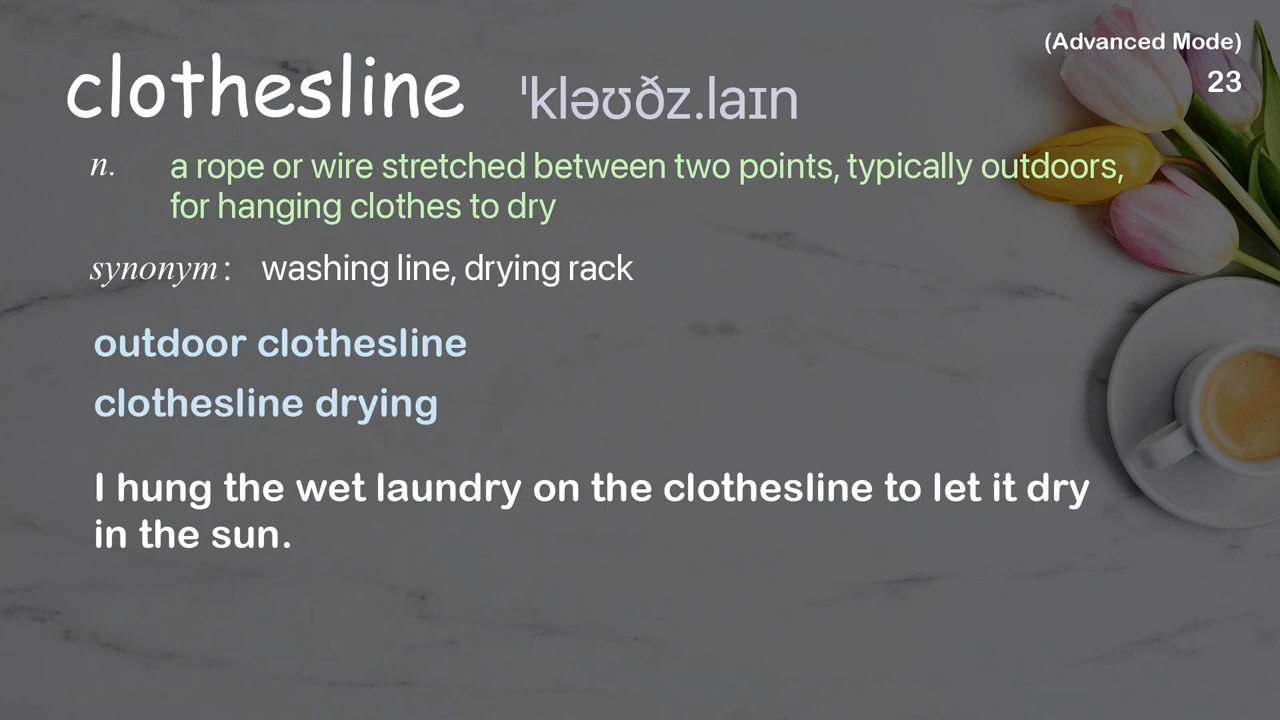 (Advanced Mode)
clothesline ˈkləʊðz.laɪn
23
n. a rope or wire stretched between two points, typically outdoors,
for hanging clothes to dry
synonym : washing line, drying rack
outdoor clothesline
clothesline drying
I hung the wet laundry on the clothesline to let it dry
in the sun.